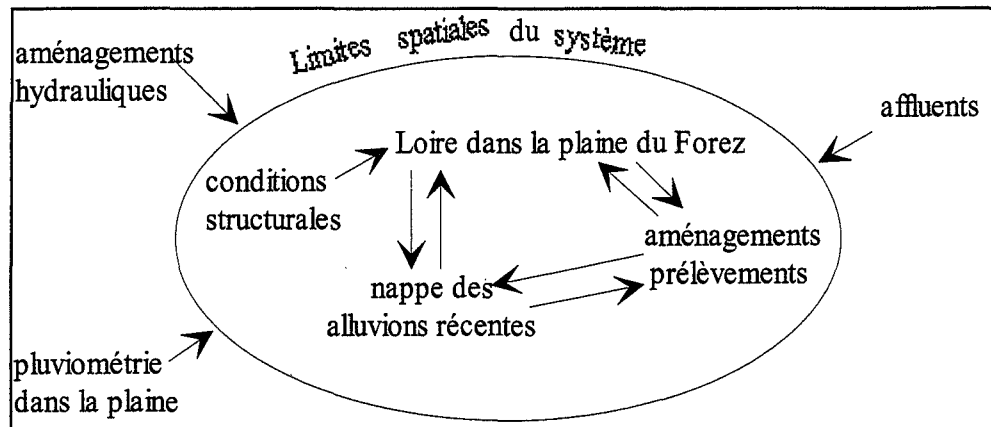 Limites spatiales du système
aménagements
hydrauliques
affluents
Loire dans la plaine du Forez
conditions
structurales
aménagements
prélèvements
nappe des
alluvions récentes
pluviométrie
dans la plaine